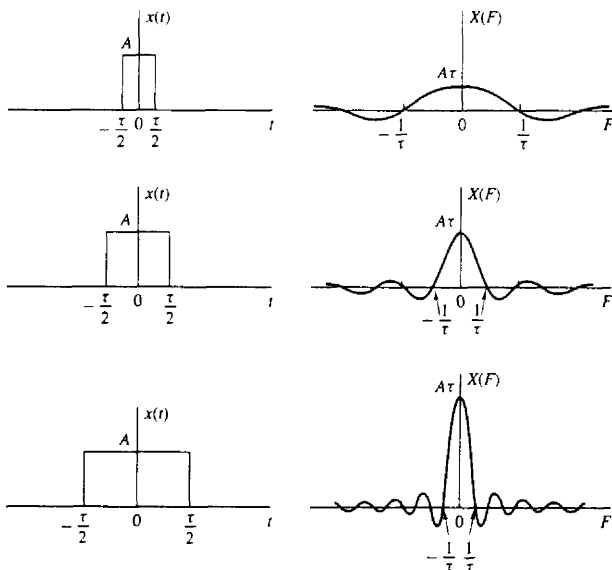 x(t)
A
-τ/2 0 τ/2 t
X(F)
Aτ
-1/τ 0 1/τ F
x(t)
A
-τ/2 0 τ/2 t
X(F)
Aτ
0 F
-1/τ 1/τ
x(t)
A
-τ/2 0 τ/2 t
X(F)
Aτ
0 F
-1/τ 1/τ